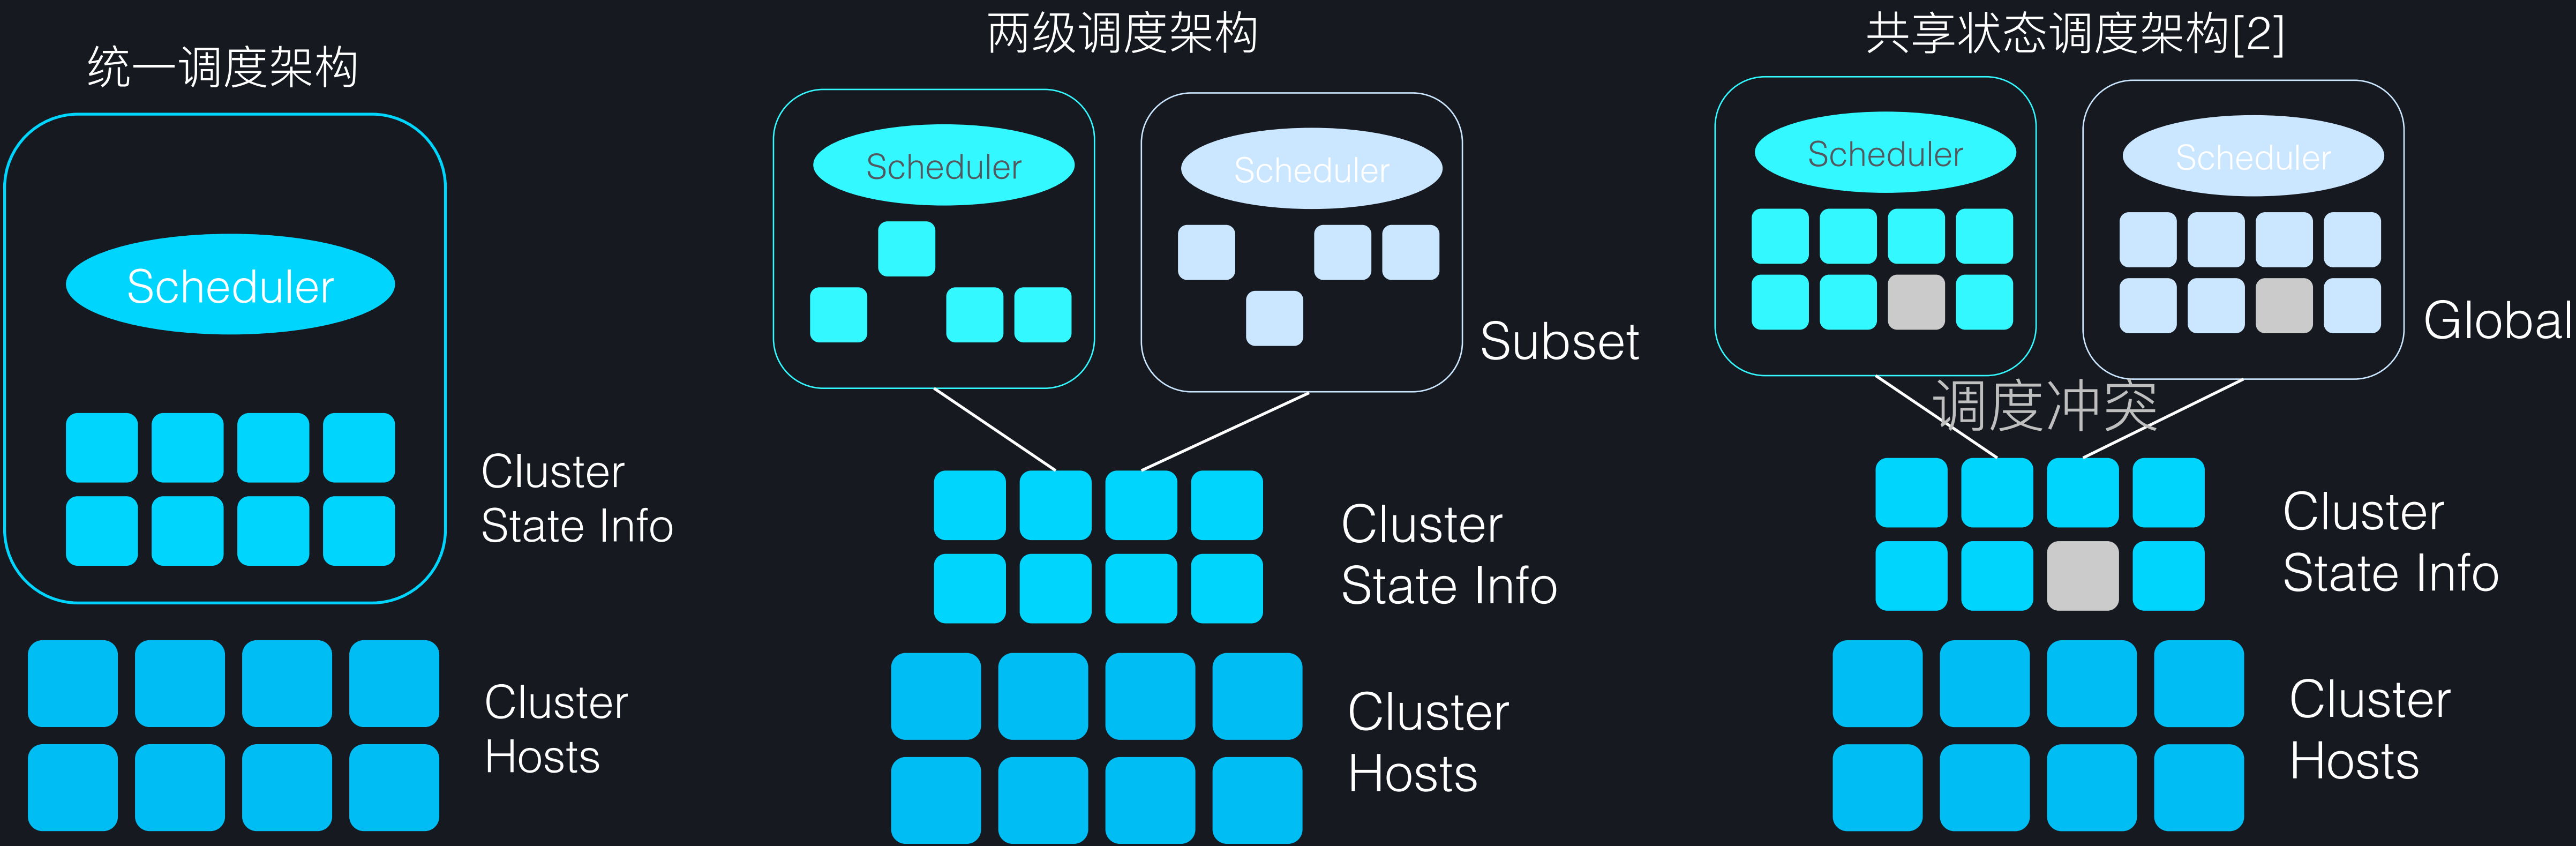 统一调度架构
Scheduler
Cluster
State Info
Cluster
Hosts
两级调度架构
Scheduler
Scheduler
Subset
Cluster
State Info
Cluster
Hosts
共享状态调度架构[2]
Scheduler
Scheduler
Global
调度冲突
Cluster
State Info
Cluster
Hosts